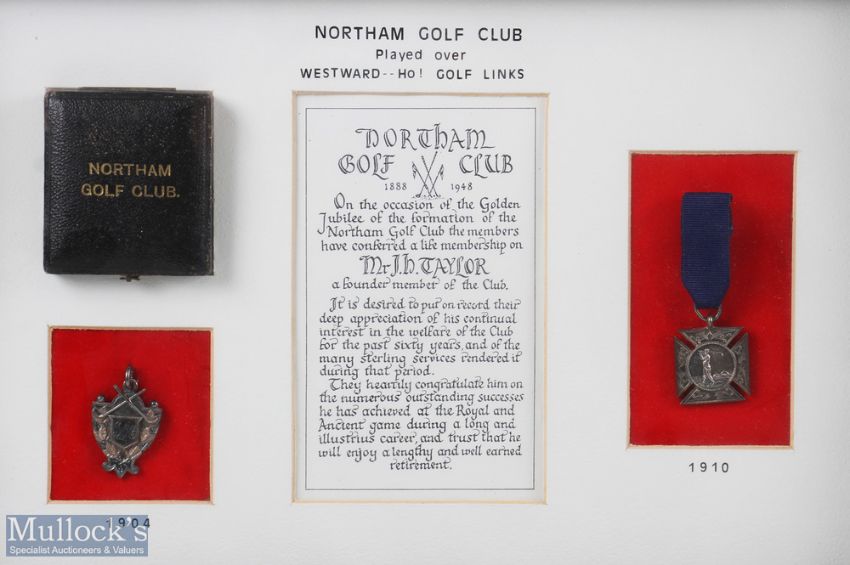 NORTHAM GOLF CLUB
Played over
WESTWARD--HO! GOLF LINKS
NORTHAM
GOLF CLUB.
NORTHAM
GOLF CLUB
1888 1948
On the occasion of the Golden
Jubilee of the formation of the
Northam Golf Club the members
have conferred a life membership on
Mr J.H. TAYLOR
a founder member of the Club.
It is desired to put on record their
deep appreciation of his continual
interest in the welfare of the Club
for the past sixty years, and of the
many sterling services rendered it
during that period.
They heartily congratulate him on
the numerous outstanding successes
he has achieved at the Royal and
Ancient game during a long and
illustrius career, and trust that he
will enjoy a lengthy and well earned
retirement.
1910
1904
Mullock's
Specialist Auctioneers & Valuers